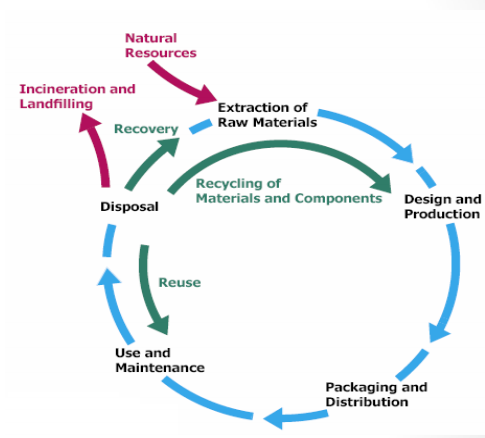 Natural
Resources
Incineration and
Landfilling
Extraction of
Raw Materials
Recovery
Recycling of
Materials and Components
Disposal
Design and
Production
Reuse
Use and
Maintenance
Packaging and
Distribution